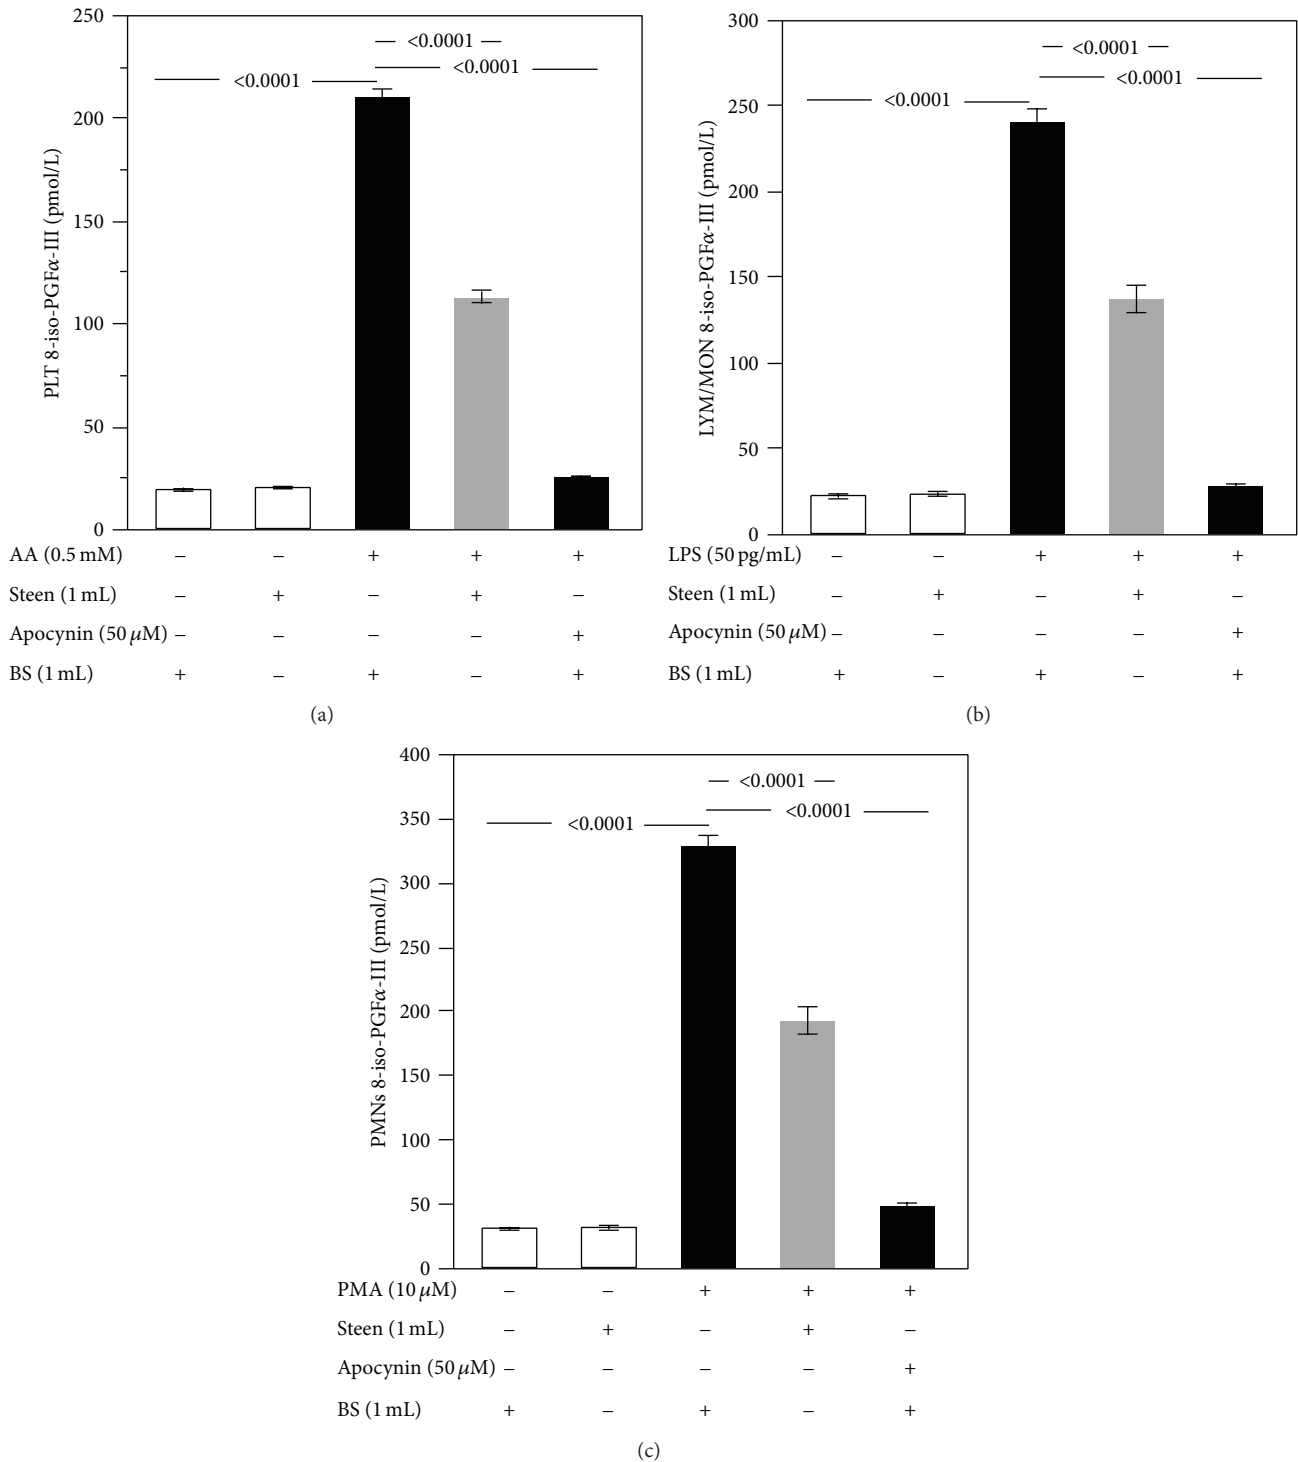 PLT 8-iso-PGFα-III (pmol/L)
250
200
150
100
50
0
<0.0001
<0.0001
<0.0001
AA (0.5 mM) – – + + +
Steen (1 mL) – + – + –
Apocynin (50 μM) – – – – +
BS (1 mL) + – + – +
(a)
LYM/MON 8-iso-PGFα-III (pmol/L)
300
250
200
150
100
50
0
<0.0001
<0.0001
<0.0001
LPS (50 pg/mL) – – + + +
Steen (1 mL) – + – + –
Apocynin (50 μM) – – – – +
BS (1 mL) + – + – +
(b)
PMNs 8-iso-PGFα-III (pmol/L)
400
350
300
250
200
150
100
50
0
<0.0001
<0.0001
<0.0001
PMA (10 μM) – – + + +
Steen (1 mL) – + – + –
Apocynin (50 μM) – – – – +
BS (1 mL) + – + – +
(c)